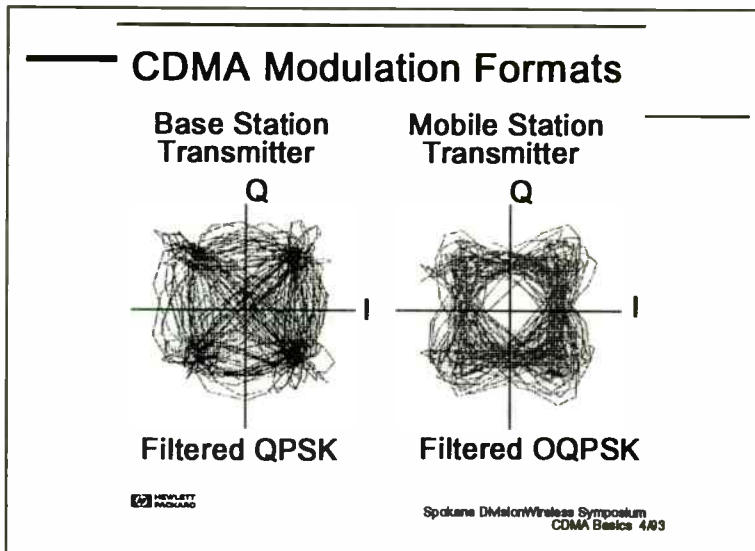 CDMA Modulation Formats
Base Station
Transmitter
Mobile Station
Transmitter
Q
Q
I
I
Filtered QPSK
Filtered OQPSK
hp HEWLETT
PACKARD
Spokane DivisionWireless Symposium
CDMA Basics 4/93